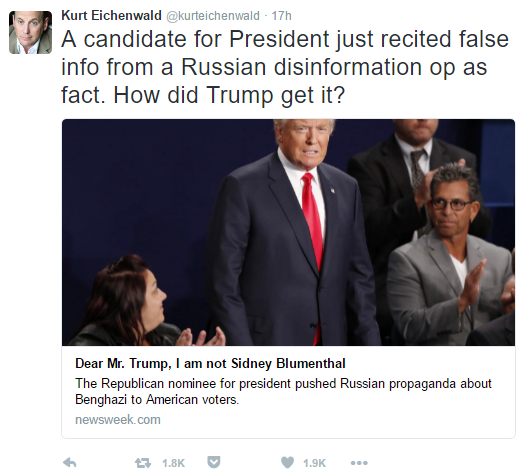 Kurt Eichenwald @kurteichenwald · 17h
A candidate for President just recited false
info from a Russian disinformation op as
fact. How did Trump get it?
Dear Mr. Trump, I am not Sidney Blumenthal
The Republican nominee for president pushed Russian propaganda about
Benghazi to American voters.
newsweek.com
1.8K 1.9K